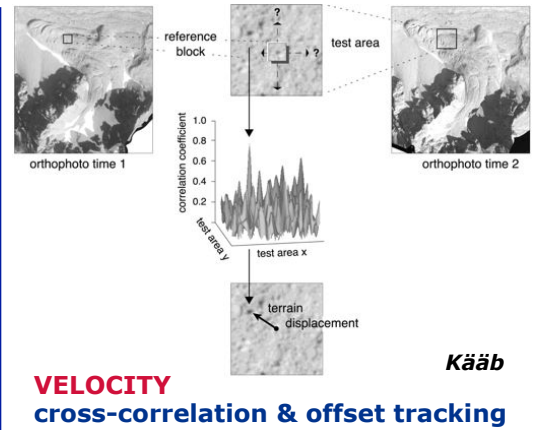 reference
block
?
?
test area
orthophoto time 1
orthophoto time 2
correlation coefficient
1.0
0.8
0.6
0.4
0.2
test area y
test area x
terrain
displacement
Kääb
VELOCITY
cross-correlation & offset tracking